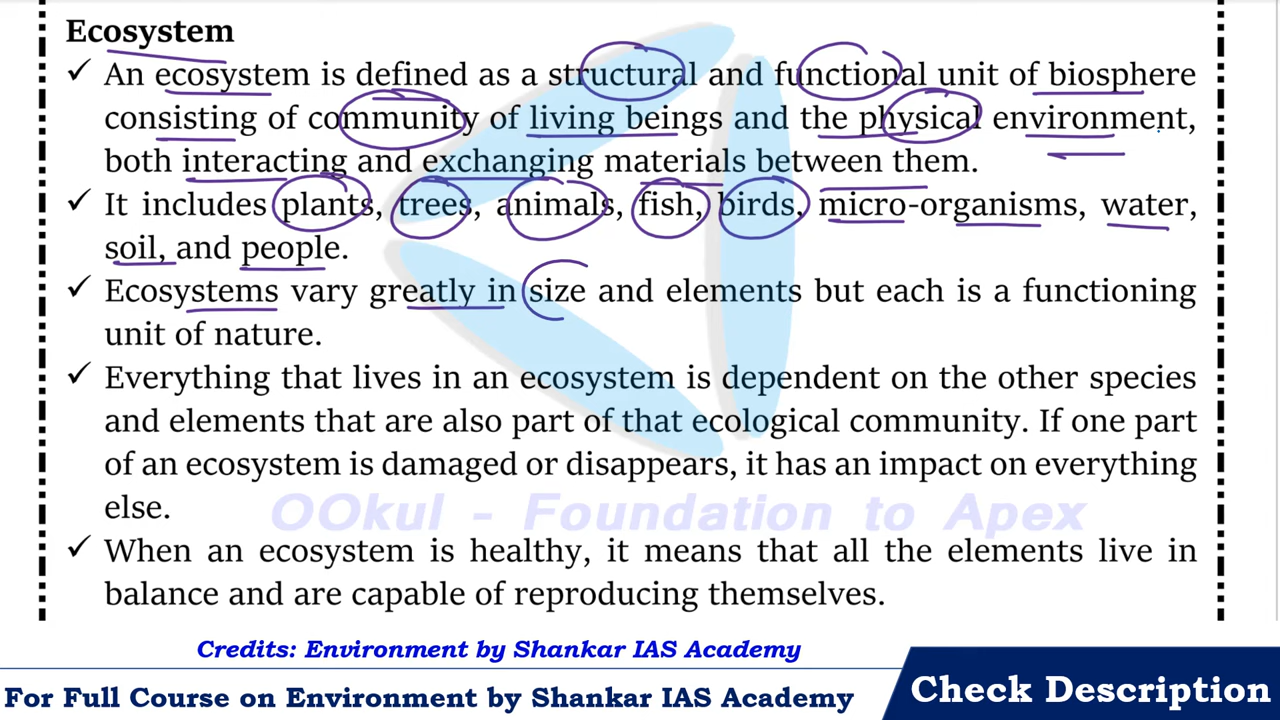 Ecosystem
✓ An ecosystem is defined as a structural and functional unit of biosphere
consisting of community of living beings and the physical environment,
both interacting and exchanging materials between them.
✓ It includes plants, trees, animals, fish, birds, micro-organisms, water,
soil, and people.
✓ Ecosystems vary greatly in size and elements but each is a functioning
unit of nature.
✓ Everything that lives in an ecosystem is dependent on the other species
and elements that are also part of that ecological community. If one part
of an ecosystem is damaged or disappears, it has an impact on everything
else.
OOkul - Foundation to Apex
✓ When an ecosystem is healthy, it means that all the elements live in
balance and are capable of reproducing themselves.
Credits: Environment by Shankar IAS Academy
For Full Course on Environment by Shankar IAS Academy
Check Description